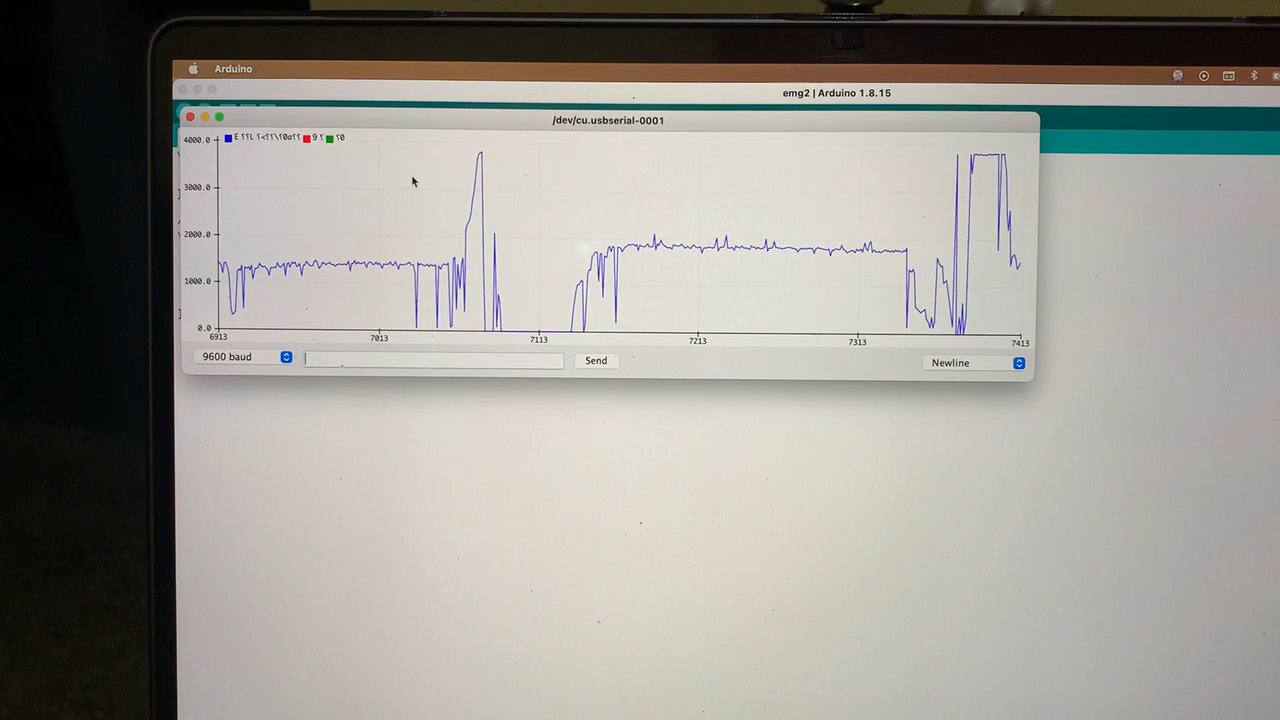 Arduino
emg2 | Arduino 1.8.15
/dev/cu.usbserial-0001
4000.0
3000.0
2000.0
1000.0
0.0
6913 7013 7113 7213 7313 7413
9600 baud Send Newline